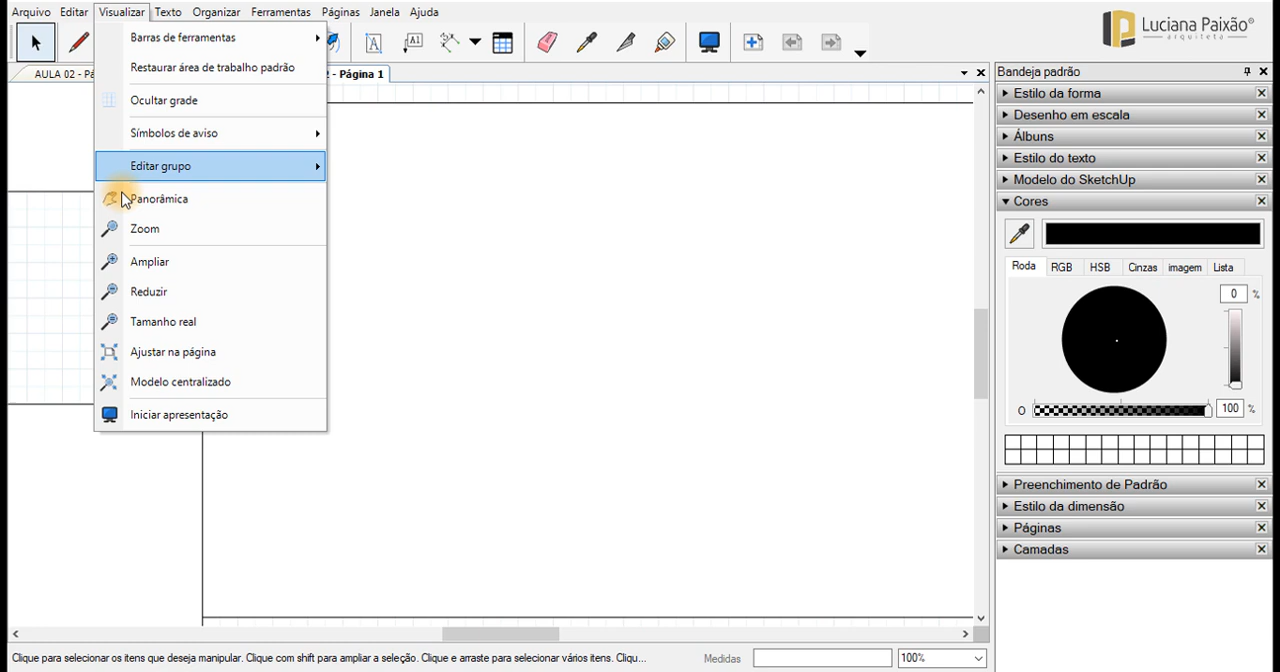 Arquivo Editar Visualizar Texto Organizar Ferramentas Páginas Janela Ajuda
Luciana Paixão®
arquiteta
A A1
AULA 02 - Pá
2 - Página 1
Barras de ferramentas
Restaurar área de trabalho padrão
Ocultar grade
Símbolos de aviso
Editar grupo
Panorâmica
Zoom
Ampliar
Reduzir
Tamanho real
Ajustar na página
Modelo centralizado
Iniciar apresentação
Bandeja padrão
Estilo da forma
Desenho em escala
Álbuns
Estilo do texto
Modelo do SketchUp
Cores
Roda RGB HSB Cinzas imagem Lista
0 %
O 100 %
Preenchimento de Padrão
Estilo da dimensão
Páginas
Camadas
Clique para selecionar os itens que deseja manipular. Clique com shift para ampliar a seleção. Clique e arraste para selecionar vários itens. Cliqu... Medidas 100%